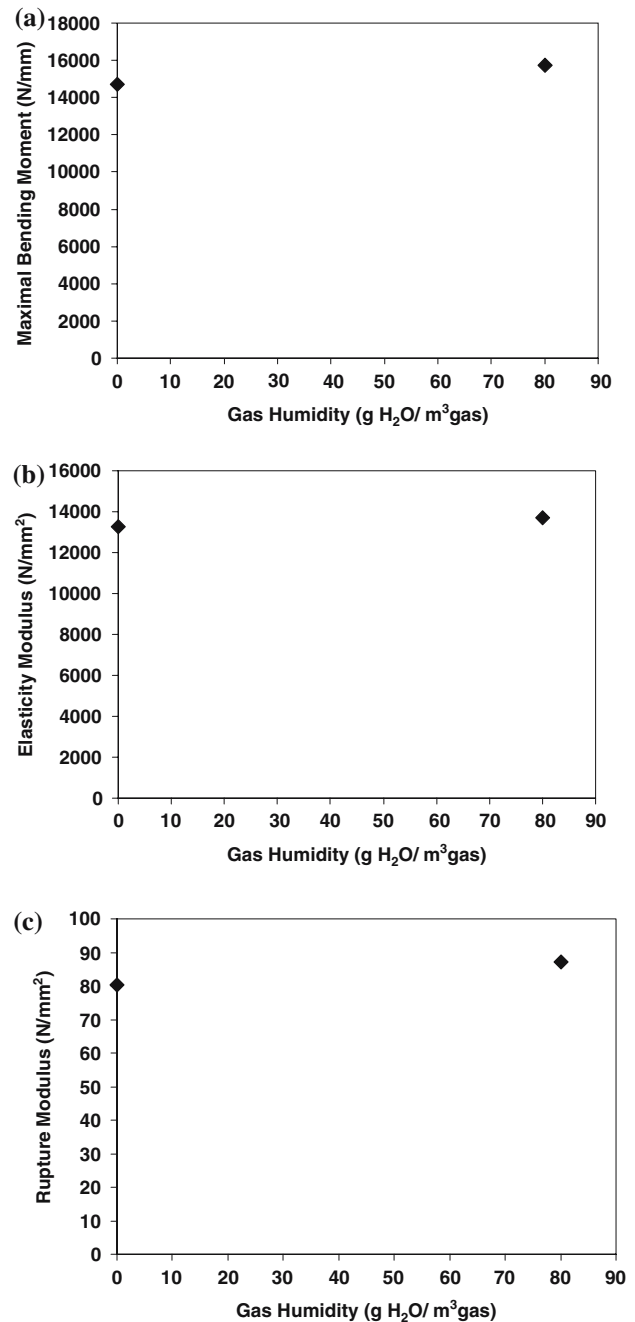 (a)
18000
16000
14000
12000
10000
8000
6000
4000
2000
0
Maximal Bending Moment (N/mm)
0 10 20 30 40 50 60 70 80 90
Gas Humidity (g H₂O/ m³gas)
(b)
16000
14000
12000
10000
8000
6000
4000
2000
0
Elasticity Modulus (N/mm²)
0 10 20 30 40 50 60 70 80 90
Gas Humidity (g H₂O/ m³gas)
(c)
100
90
80
70
60
50
40
30
20
10
0
Rupture Modulus (N/mm²)
0 10 20 30 40 50 60 70 80 90
Gas Humidity (g H₂O/ m³gas)